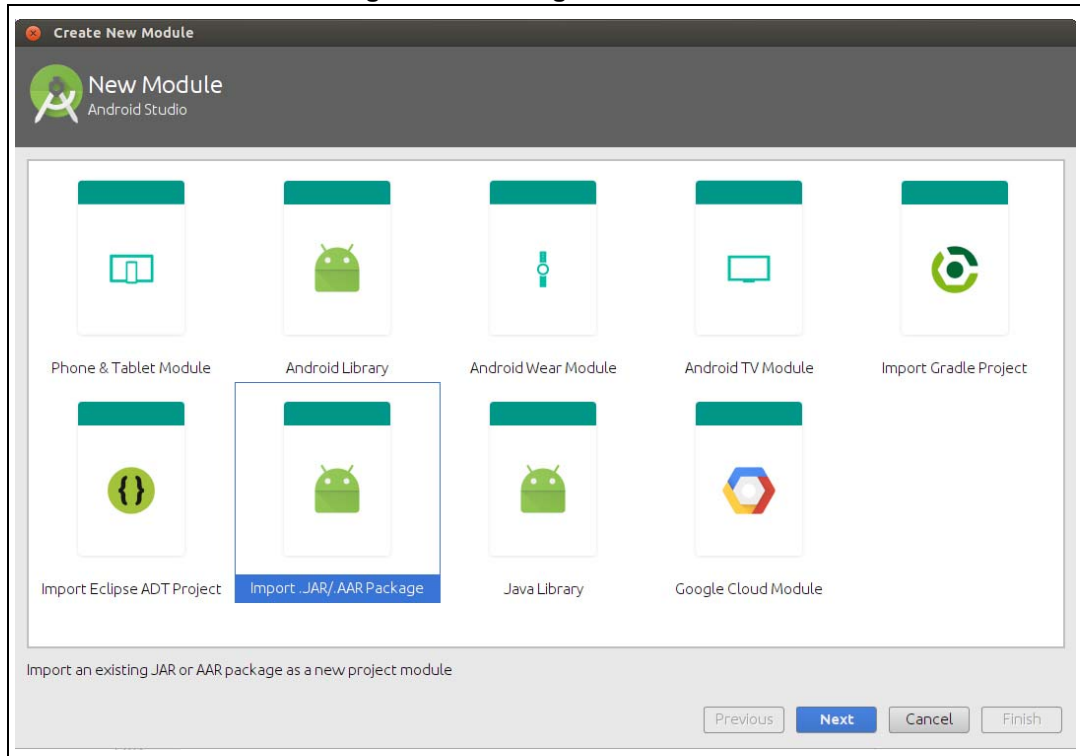 Create New Module
New Module
Android Studio
Phone & Tablet Module
Android Library
Android Wear Module
Android TV Module
Import Gradle Project
Import Eclipse ADT Project
Import .JAR/.AAR Package
Java Library
Google Cloud Module
Import an existing JAR or AAR package as a new project module
Previous
Next
Cancel
Finish